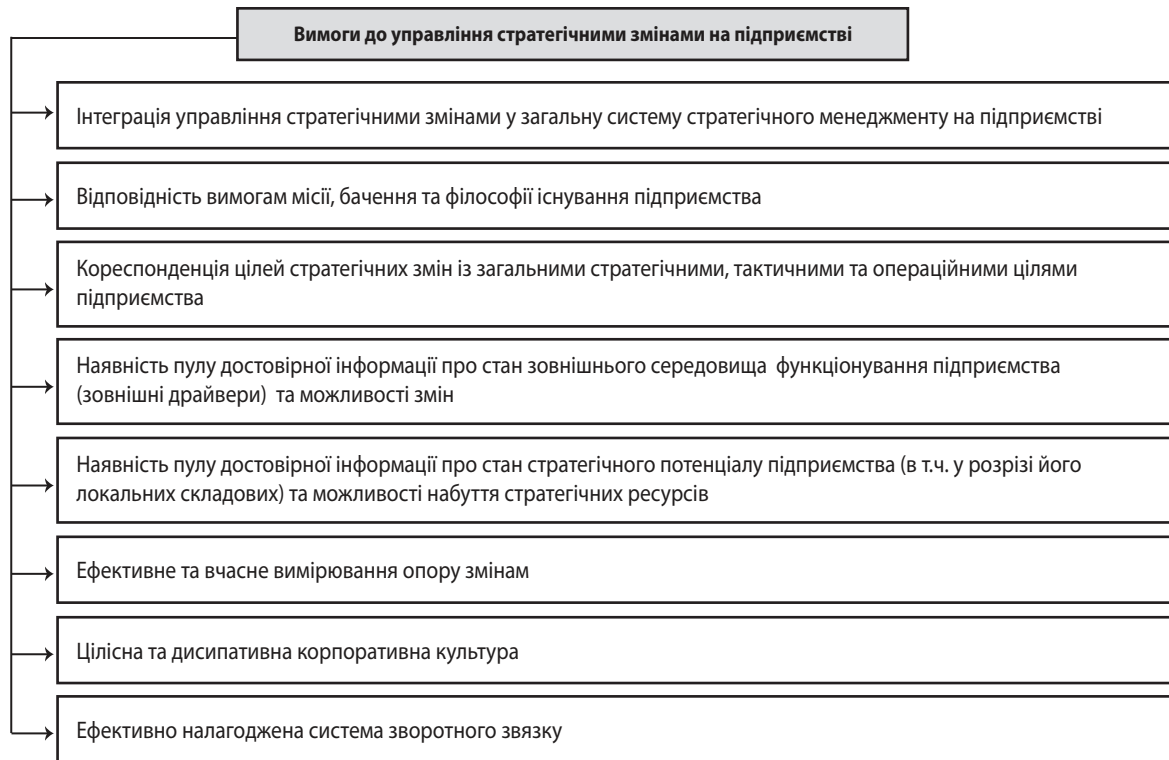 Вимоги до управління стратегічними змінами на підприємстві
Інтеграція управління стратегічними змінами у загальну систему стратегічного менеджменту на підприємстві
Відповідність вимогам місії, бачення та філософії існування підприємства
Кореспонденція цілей стратегічних змін із загальними стратегічними, тактичними та операційними цілями
підприємства
Наявність пулу достовірної інформації про стан зовнішнього середовища функціонування підприємства
(зовнішні драйвери) та можливості змін
Наявність пулу достовірної інформації про стан стратегічного потенціалу підприємства (в т.ч. у розрізі його
локальних складових) та можливості набуття стратегічних ресурсів
Ефективне та вчасне вимірювання опору змінам
Цілісна та дисипативна корпоративна культура
Ефективно налагоджена система зворотного звязку